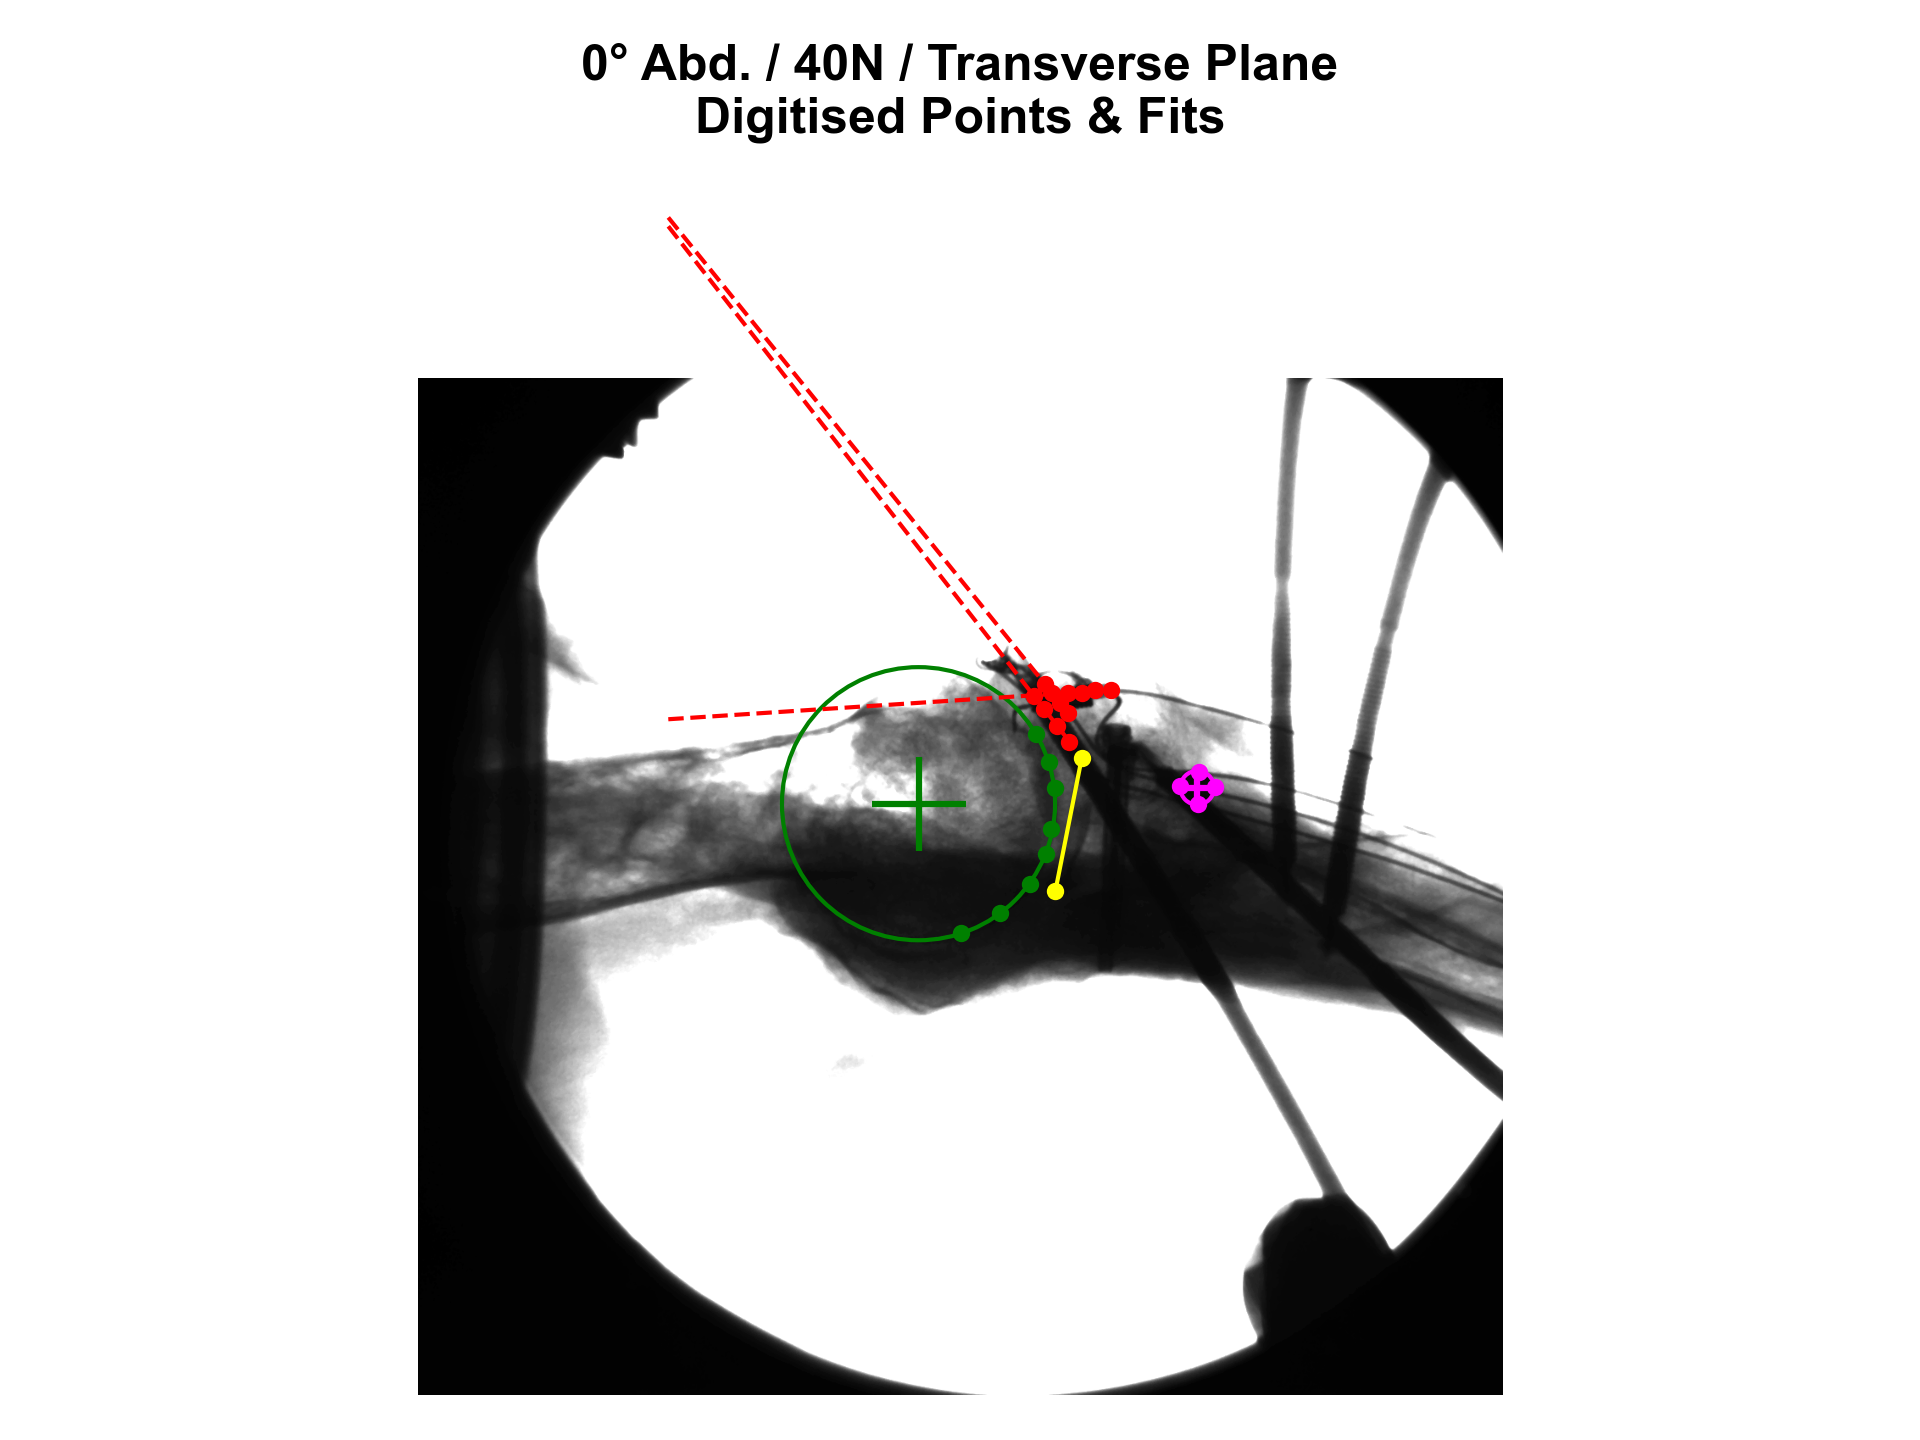 0° Abd. / 40N / Transverse Plane
Digitised Points & Fits